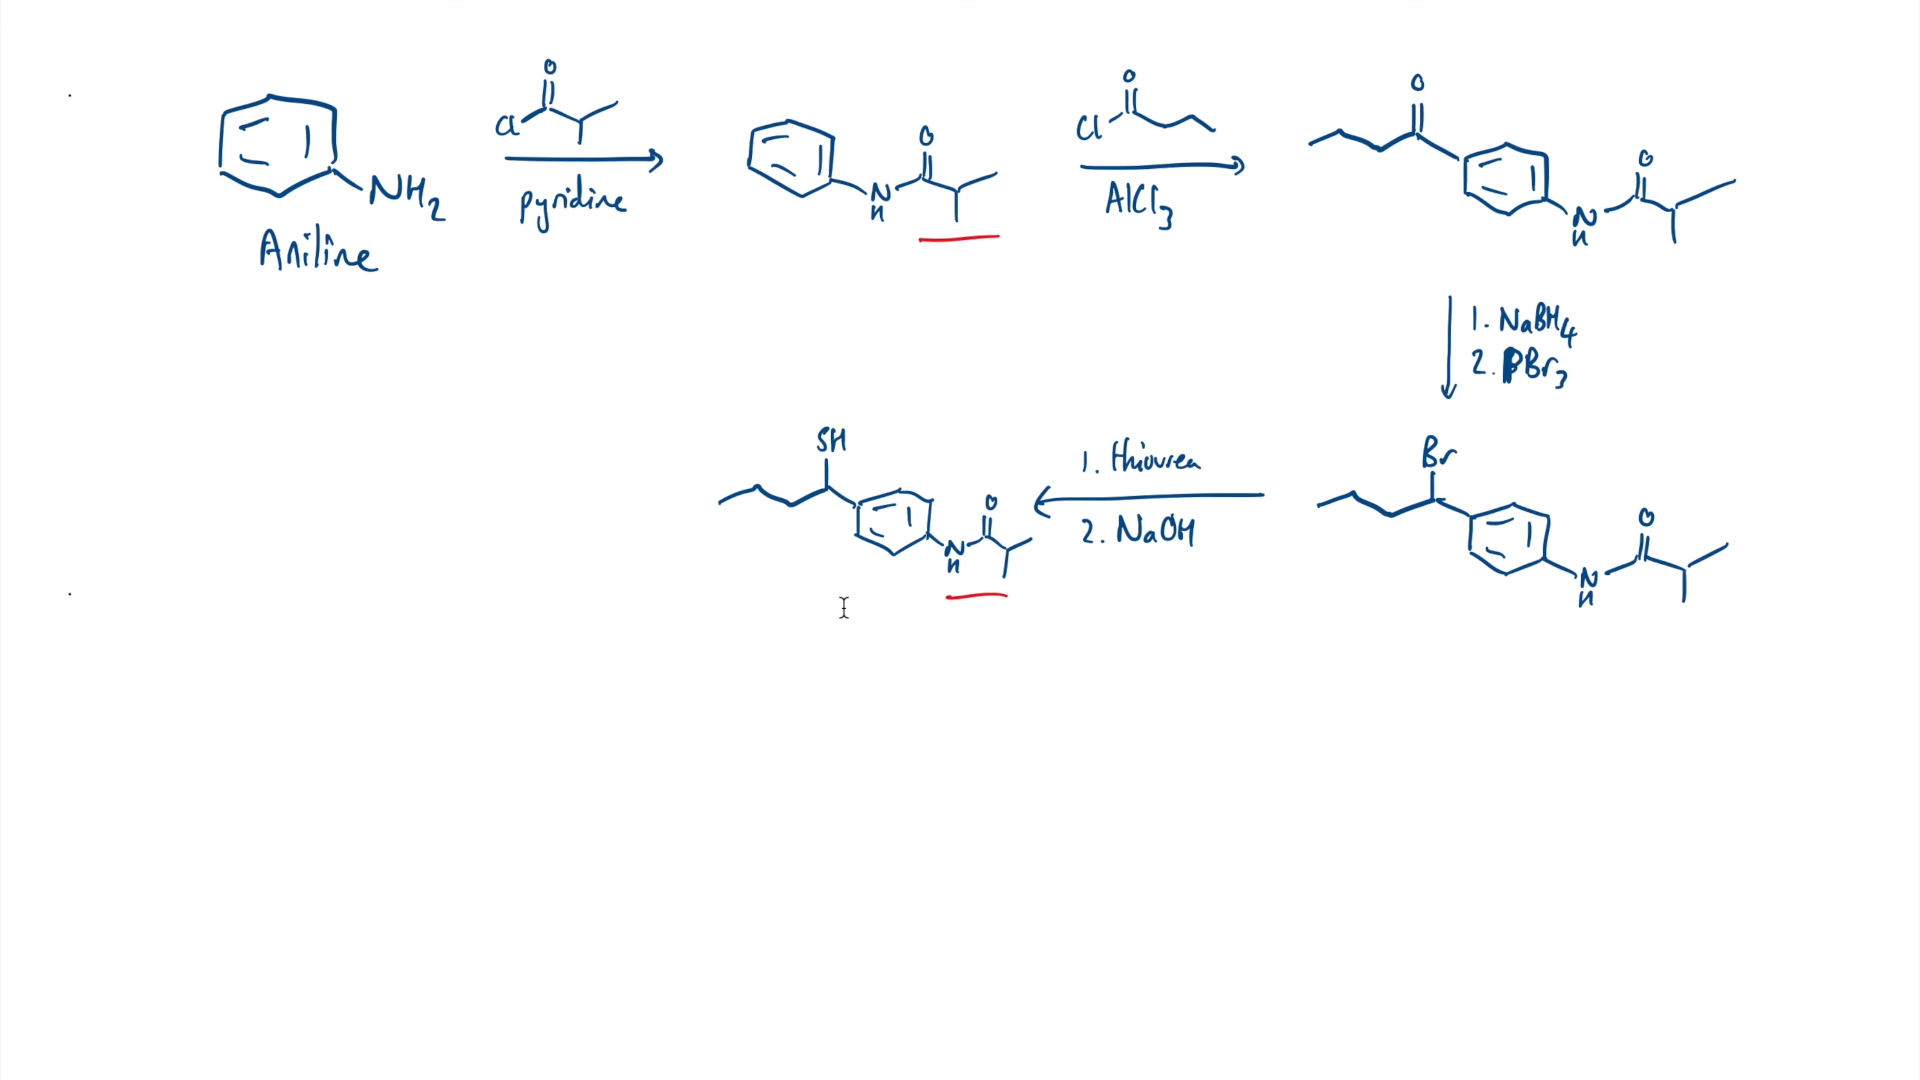 O
Cl
pyridine
NH2
Aniline
O
N
H
O
Cl
AlCl3
O
O
N
H
1. NaBH4
2. PBr3
Br
O
N
H
1. thiourea
2. NaOH
SH
O
N
H